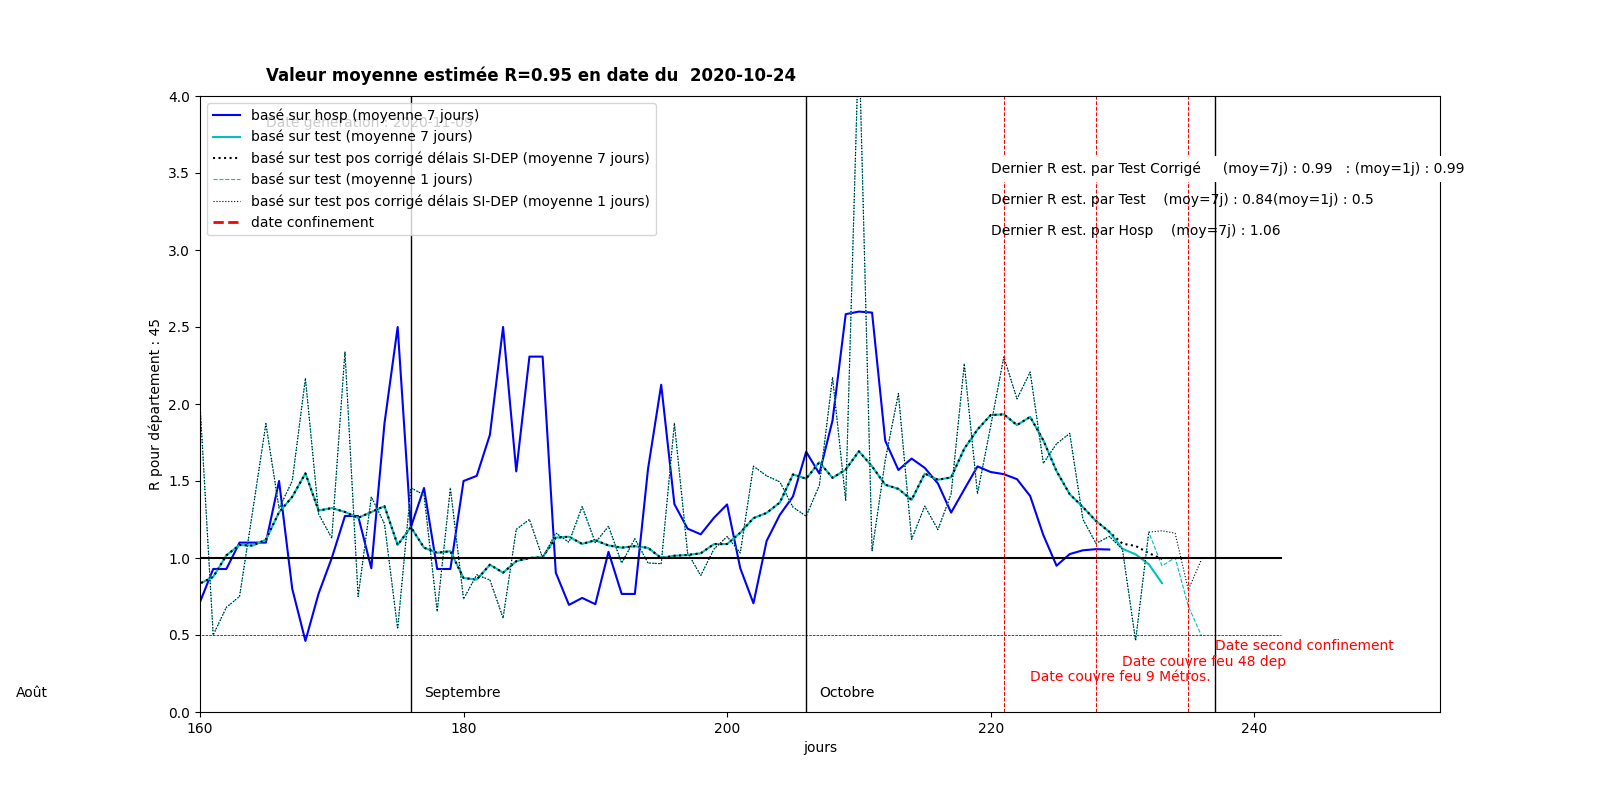 Valeur moyenne estimée R=0.95 en date du  2020-10-24
4.0
3.5
3.0
2.5
2.0
1.5
1.0
0.5
0.0
R pour département : 45
Date génération : 2020-11-09
basé sur hosp (moyenne 7 jours)
basé sur test (moyenne 7 jours)
basé sur test pos corrigé délais SI-DEP (moyenne 7 jours)
basé sur test (moyenne 1 jours)
basé sur test pos corrigé délais SI-DEP (moyenne 1 jours)
date confinement
Dernier R est. par Test Corrigé     (moy=7j) : 0.99   : (moy=1j) : 0.99
Dernier R est. par Test    (moy=7j) : 0.84(moy=1j) : 0.5
Dernier R est. par Hosp    (moy=7j) : 1.06
Date second confinement
Date couvre feu 48 dep
Date couvre feu 9 Métros.
Août
Septembre
Octobre
160
180
200
220
240
jours